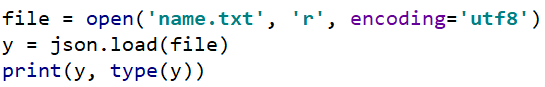 file = open('name.txt', 'r', encoding='utf8')
y = json.load(file)
print(y, type(y))